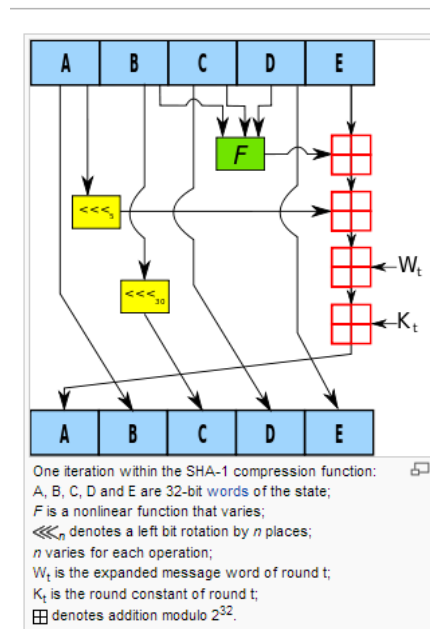 A B C D E
F
<<<5
Wt
<<<30
Kt
A B C D E
One iteration within the SHA-1 compression function:
A, B, C, D and E are 32-bit words of the state;
F is a nonlinear function that varies;
⋘n denotes a left bit rotation by n places;
n varies for each operation;
Wt is the expanded message word of round t;
Kt is the round constant of round t;
⊞ denotes addition modulo 2^32.